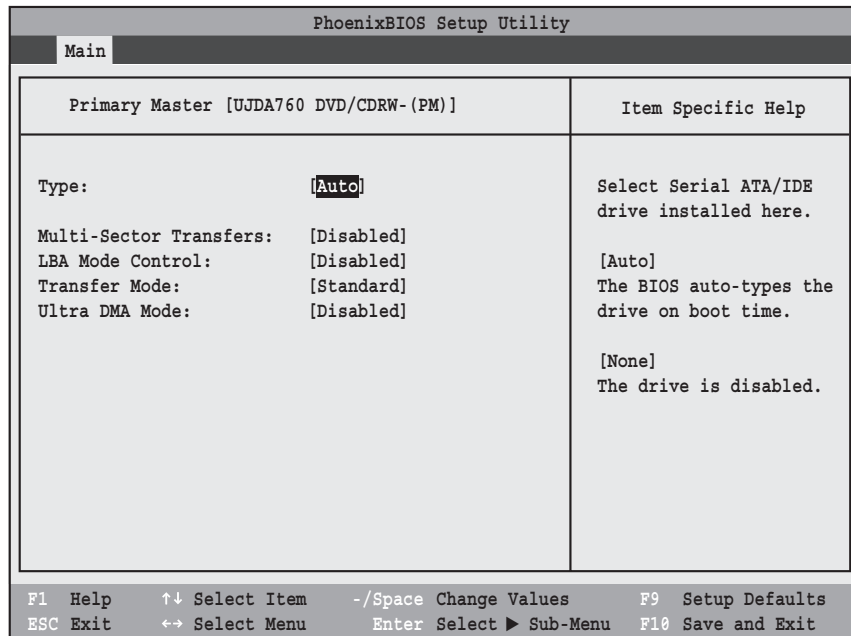 PhoenixBIOS Setup Utility
Main
Primary Master [UJDA760 DVD/CDRW-(PM)]
Item Specific Help
Type: [Auto]
Multi-Sector Transfers: [Disabled]
LBA Mode Control: [Disabled]
Transfer Mode: [Standard]
Ultra DMA Mode: [Disabled]
Select Serial ATA/IDE
drive installed here.
[Auto]
The BIOS auto-types the
drive on boot time.
[None]
The drive is disabled.
F1 Help ↑↓ Select Item -/Space Change Values F9 Setup Defaults
ESC Exit ←→ Select Menu Enter Select ▶ Sub-Menu F10 Save and Exit